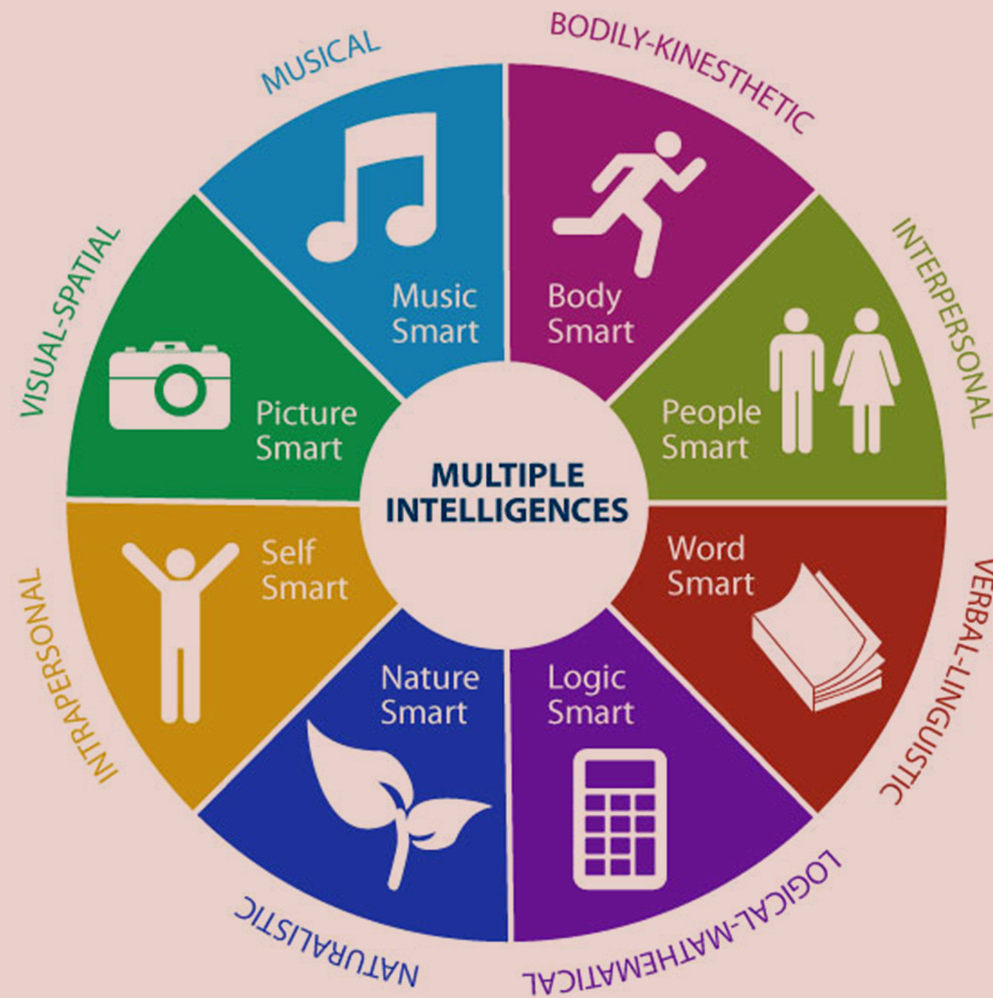 MUSICAL
BODILY-KINESTHETIC
INTERPERSONAL
VERBAL-LINGUISTIC
LOGICAL-MATHEMATICAL
NATURALISTIC
INTRAPERSONAL
VISUAL-SPATIAL
Music
Smart
Body
Smart
People
Smart
Word
Smart
Logic
Smart
Nature
Smart
Self
Smart
Picture
Smart
MULTIPLE
INTELLIGENCES